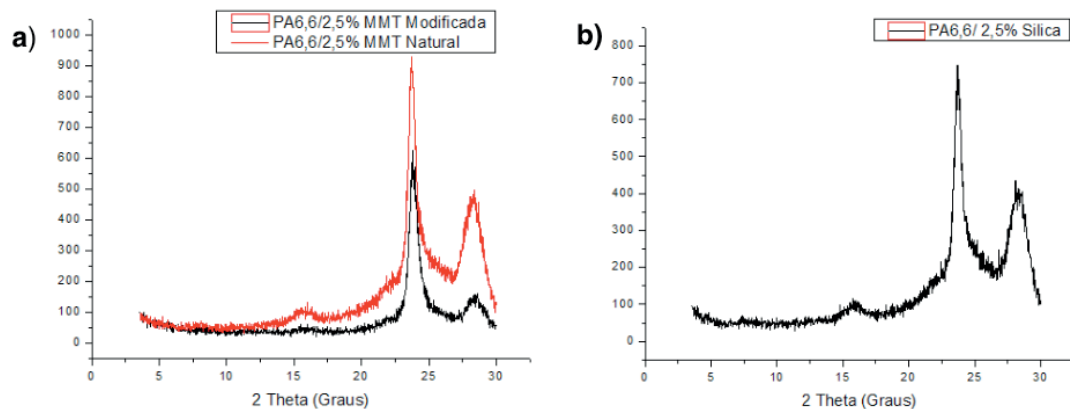 a)
PA6,6/2,5% MMT Modificada
PA6,6/2,5% MMT Natural
1000
900
800
700
600
500
400
300
200
100
0
0 5 10 15 20 25 30
2 Theta (Graus)
b)
PA6,6/ 2,5% Silica
800
700
600
500
400
300
200
100
0
0 5 10 15 20 25 30
2 Theta (Graus)